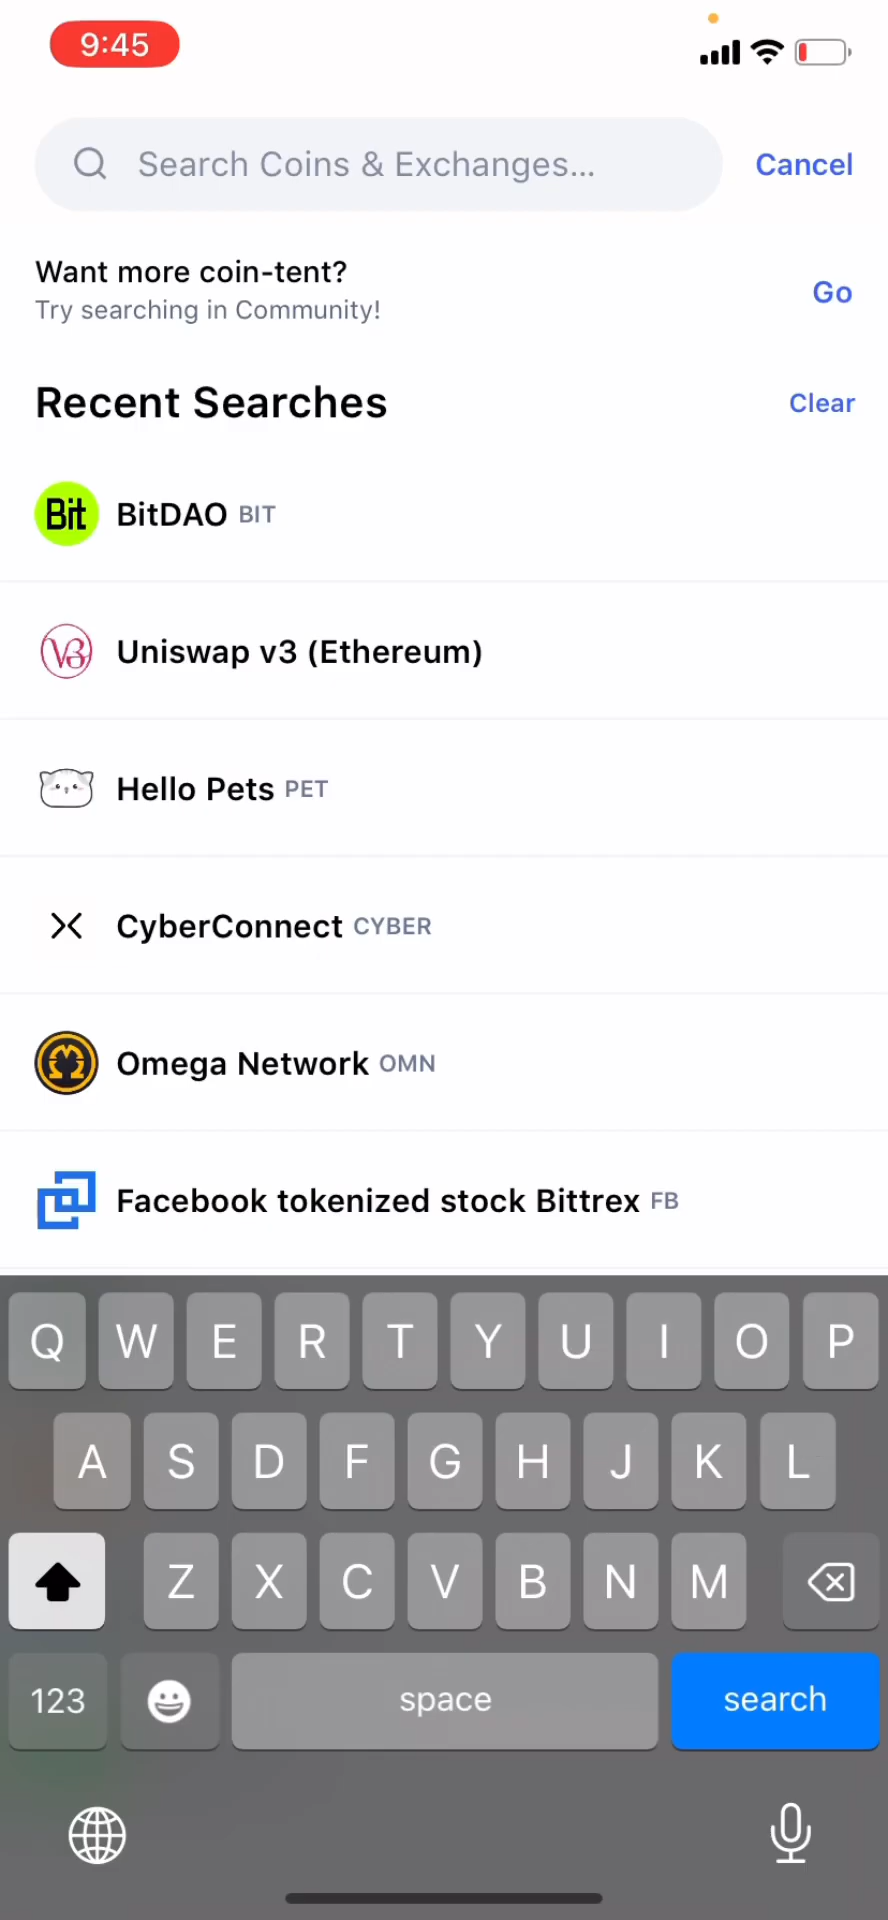 9:45
Search Coins & Exchanges...
Cancel
Want more coin-tent?
Try searching in Community!
Go
Recent Searches
Clear
Bit
BitDAO BIT
V3
Uniswap v3 (Ethereum)
Hello Pets PET
CyberConnect CYBER
Omega Network OMN
Facebook tokenized stock Bittrex FB
Q W E R T Y U I O P
A S D F G H J K L
Z X C V B N M
123 space search